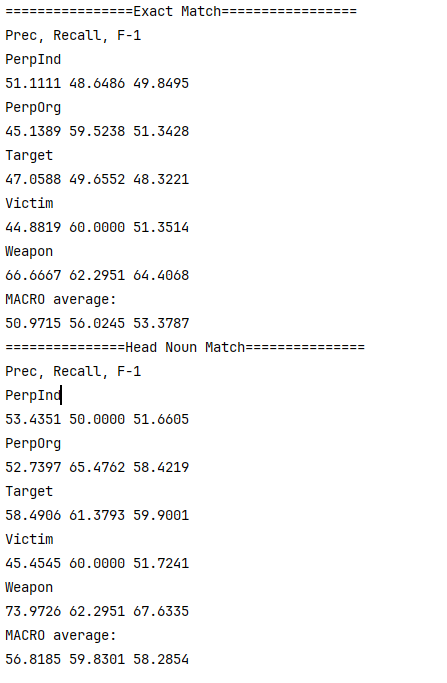 ================Exact Match=================
Prec, Recall, F-1
PerpInd
51.1111 48.6486 49.8495
PerpOrg
45.1389 59.5238 51.3428
Target
47.0588 49.6552 48.3221
Victim
44.8819 60.0000 51.3514
Weapon
66.6667 62.2951 64.4068
MACRO average:
50.9715 56.0245 53.3787
===============Head Noun Match===============
Prec, Recall, F-1
PerpInd
53.4351 50.0000 51.6605
PerpOrg
52.7397 65.4762 58.4219
Target
58.4906 61.3793 59.9001
Victim
45.4545 60.0000 51.7241
Weapon
73.9726 62.2951 67.6335
MACRO average:
56.8185 59.8301 58.2854